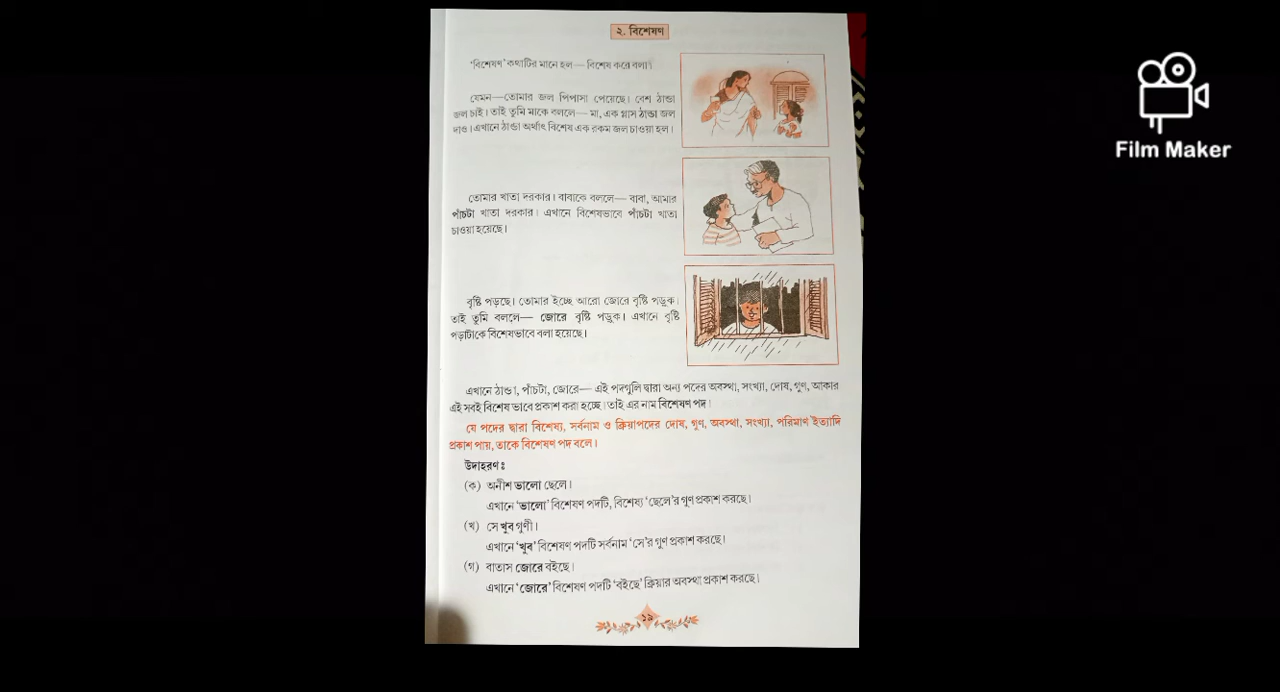 ২. বিশেষণ
'বিশেষণ' কথাটির মানে হল— বিশেষ করে বলা।
যেমন—তোমার জল পিপাসা পেয়েছে। বেশ ঠান্ডা
জল চাই। তাই তুমি মাকে বললে— মা, এক গ্লাস ঠান্ডা জল
দাও। এখানে ঠান্ডা অর্থাৎ বিশেষ এক রকম জল চাওয়া হল।
তোমার খাতা দরকার। বাবাকে বললে— বাবা, আমার
পাঁচটা খাতা দরকার। এখানে বিশেষভাবে পাঁচটা খাতা
চাওয়া হয়েছে।
বৃষ্টি পড়ছে। তোমার ইচ্ছে আরো জোরে বৃষ্টি পড়ুক।
তাই তুমি বললে— জোরে বৃষ্টি পড়ুক। এখানে বৃষ্টি
পড়াটাকে বিশেষভাবে বলা হয়েছে।
এখানে ঠান্ডা, পাঁচটা, জোরে— এই পদগুলি দ্বারা অন্য পদের অবস্থা, সংখ্যা, দোষ, গুণ, আকার
এই সবই বিশেষ ভাবে প্রকাশ করা হচ্ছে। তাই এর নাম বিশেষণ পদ।
যে পদের দ্বারা বিশেষ্য, সর্বনাম ও ক্রিয়াপদের দোষ, গুণ, অবস্থা, সংখ্যা, পরিমাণ ইত্যাদি
প্রকাশ পায়, তাকে বিশেষণ পদ বলে।
উদাহরণঃ
(ক) অনীশ ভালো ছেলে।
এখানে 'ভালো' বিশেষণ পদটি, বিশেষ্য 'ছেলে'র গুণ প্রকাশ করছে।
(খ) সে খুব গুণী।
এখানে 'খুব' বিশেষণ পদটি সর্বনাম 'সে'র গুণ প্রকাশ করছে।
(গ) বাতাস জোরে বইছে।
এখানে 'জোরে' বিশেষণ পদটি 'বইছে' ক্রিয়ার অবস্থা প্রকাশ করছে।
১৯
Film Maker